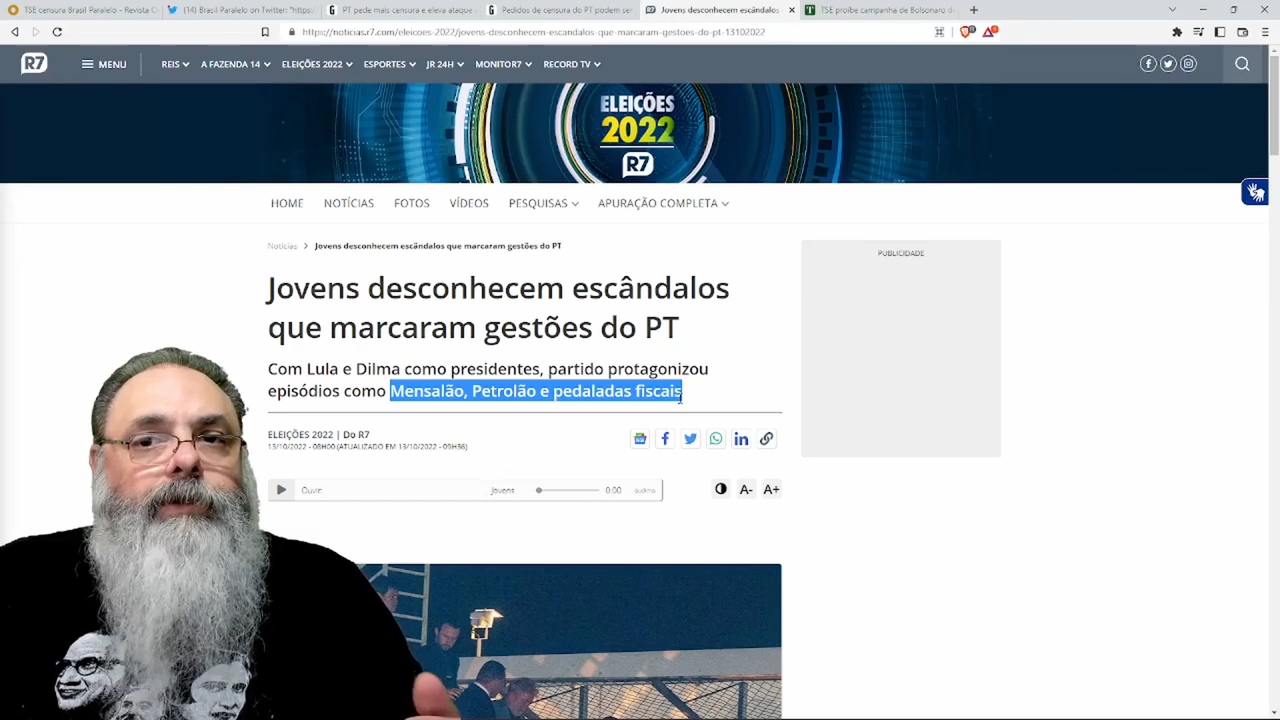 TSE censura Brasil Paralelo - Revista O
(14) Brasil Paralelo on Twitter: "https:/
PT pede mais censura e eleva ataque
Pedidos de censura do PT podem ser
Jovens desconhecem escândalos
TSE proíbe campanha de Bolsonaro de
https://noticias.r7.com/eleicoes-2022/jovens-desconhecem-escandalos-que-marcaram-gestoes-do-pt-13102022
R7
MENU
REIS
A FAZENDA 14
ELEIÇÕES 2022
ESPORTES
JR 24H
MONITOR7
RECORD TV
ELEIÇÕES
2022
R7
HOME
NOTÍCIAS
FOTOS
VÍDEOS
PESQUISAS
APURAÇÃO COMPLETA
Notícias > Jovens desconhecem escândalos que marcaram gestões do PT
PUBLICIDADE
Jovens desconhecem escândalos
que marcaram gestões do PT
Com Lula e Dilma como presidentes, partido protagonizou
episódios como Mensalão, Petrolão e pedaladas fiscais
ELEIÇÕES 2022 | Do R7
13/10/2022 - 08H00 (ATUALIZADO EM 13/10/2022 - 09H36)
Ouvir:
Jovens
0:00
audima
A-
A+